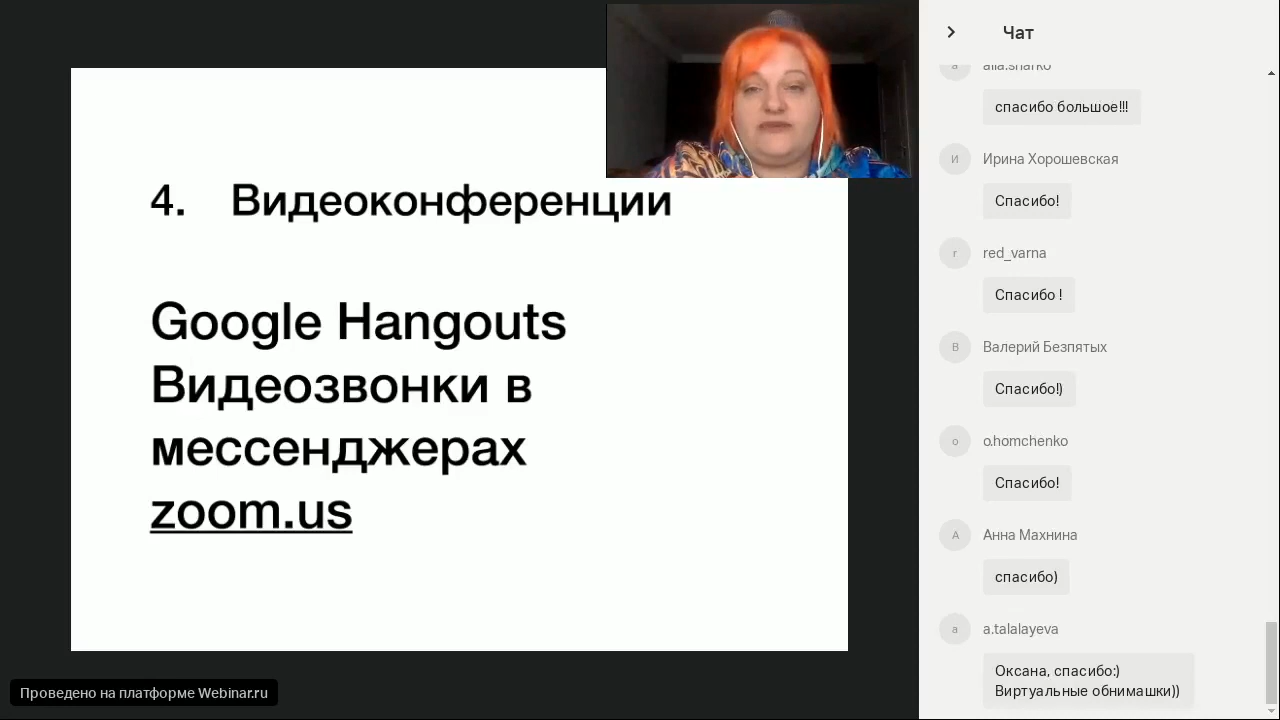 4. Видеоконференции
Google Hangouts
Видеозвонки в
мессенджерах
zoom.us
Проведено на платформе Webinar.ru
Чат
a
alla.sharko
спасибо большое!!!
И
Ирина Хорошевская
Спасибо!
r
red_varna
Спасибо !
В
Валерий Безпятых
Спасибо!)
o
o.homchenko
Спасибо!
А
Анна Махнина
спасибо)
a
a.talalayeva
Оксана, спасибо:)
Виртуальные обнимашки))